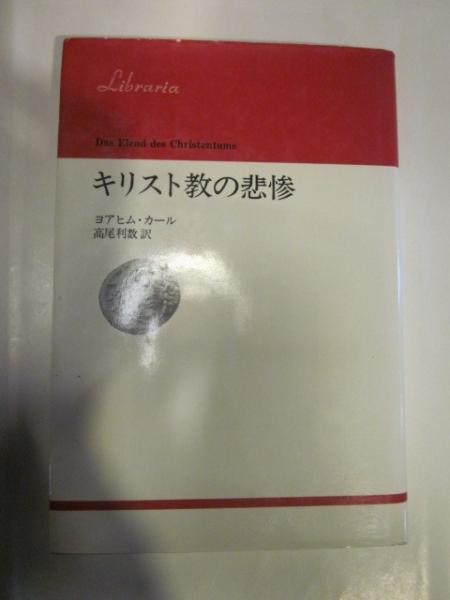 Libraria
Das Elend des Christentums
キリスト教の悲惨
ヨアヒム・カール
高尾利数 訳